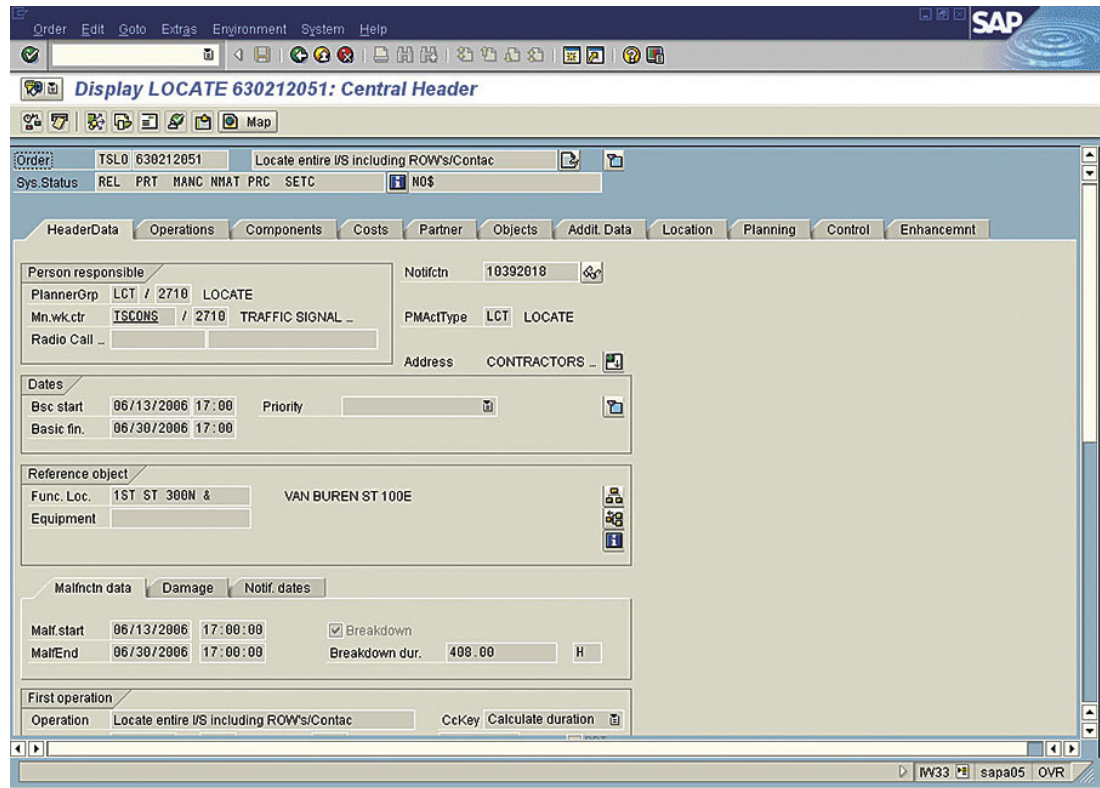 Order Edit Goto Extras Environment System Help
SAP
Display LOCATE 630212051: Central Header
Map
Order TSLO 630212051 Locate entire I/S including ROW's/Contac
Sys.Status REL PRT MANC NMAT PRC SETC NO$
HeaderData Operations Components Costs Partner Objects Addit. Data Location Planning Control Enhancemnt
Person responsible
Notifctn 10392018
PlannerGrp LCT / 2710 LOCATE
Mn.wk.ctr TSCONS / 2710 TRAFFIC SIGNAL ...
PMActType LCT LOCATE
Radio Call ...
Address CONTRACTORS ...
Dates
Bsc start 06/13/2006 17:00 Priority
Basic fin. 06/30/2006 17:00
Reference object
Func. Loc. 1ST ST 300N & VAN BUREN ST 100E
Equipment
Malfnctn data Damage Notif. dates
Malf.start 06/13/2006 17:00:00 Breakdown
MalfEnd 06/30/2006 17:00:00 Breakdown dur. 408.00 H
First operation
Operation Locate entire I/S including ROW's/Contac CcKey Calculate duration
IW33 sapa05 OVR